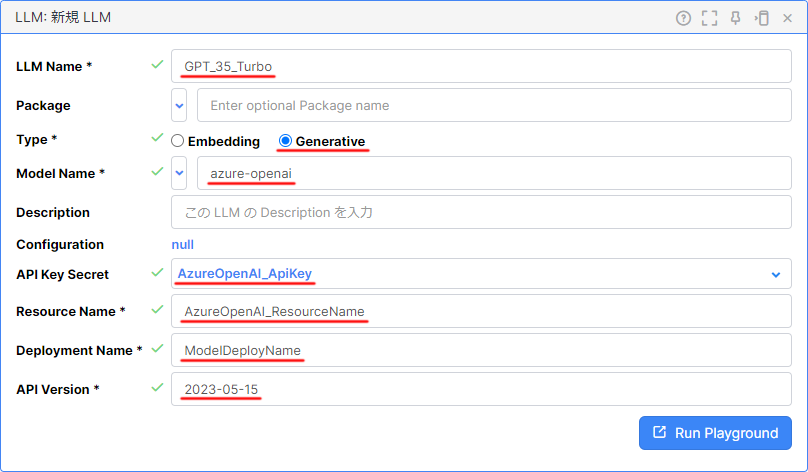 LLM: 新規 LLM
LLM Name * GPT_35_Turbo
Package Enter optional Package name
Type * Embedding Generative
Model Name * azure-openai
Description この LLM の Description を入力
Configuration null
API Key Secret AzureOpenAI_ApiKey
Resource Name * AzureOpenAI_ResourceName
Deployment Name * ModelDeployName
API Version * 2023-05-15
Run Playground